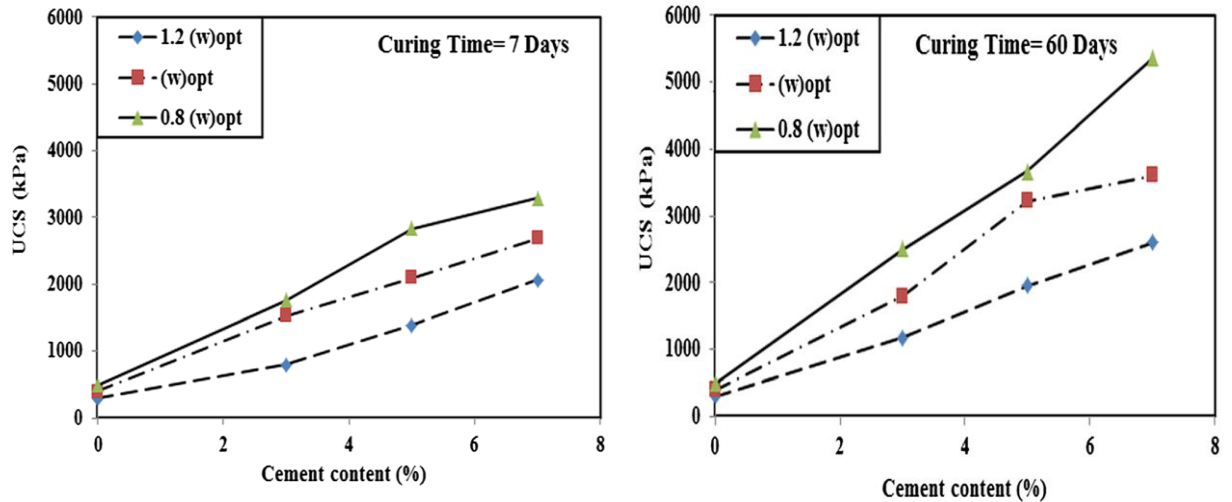 6000
5000
4000
3000
2000
1000
0
UCS (kPa)
1.2 (w)opt
(w)opt
0.8 (w)opt
Curing Time= 7 Days
0 2 4 6 8
Cement content (%)
6000
5000
4000
3000
2000
1000
0
UCS (kPa)
1.2 (w)opt
(w)opt
0.8 (w)opt
Curing Time= 60 Days
0 2 4 6 8
Cement content (%)